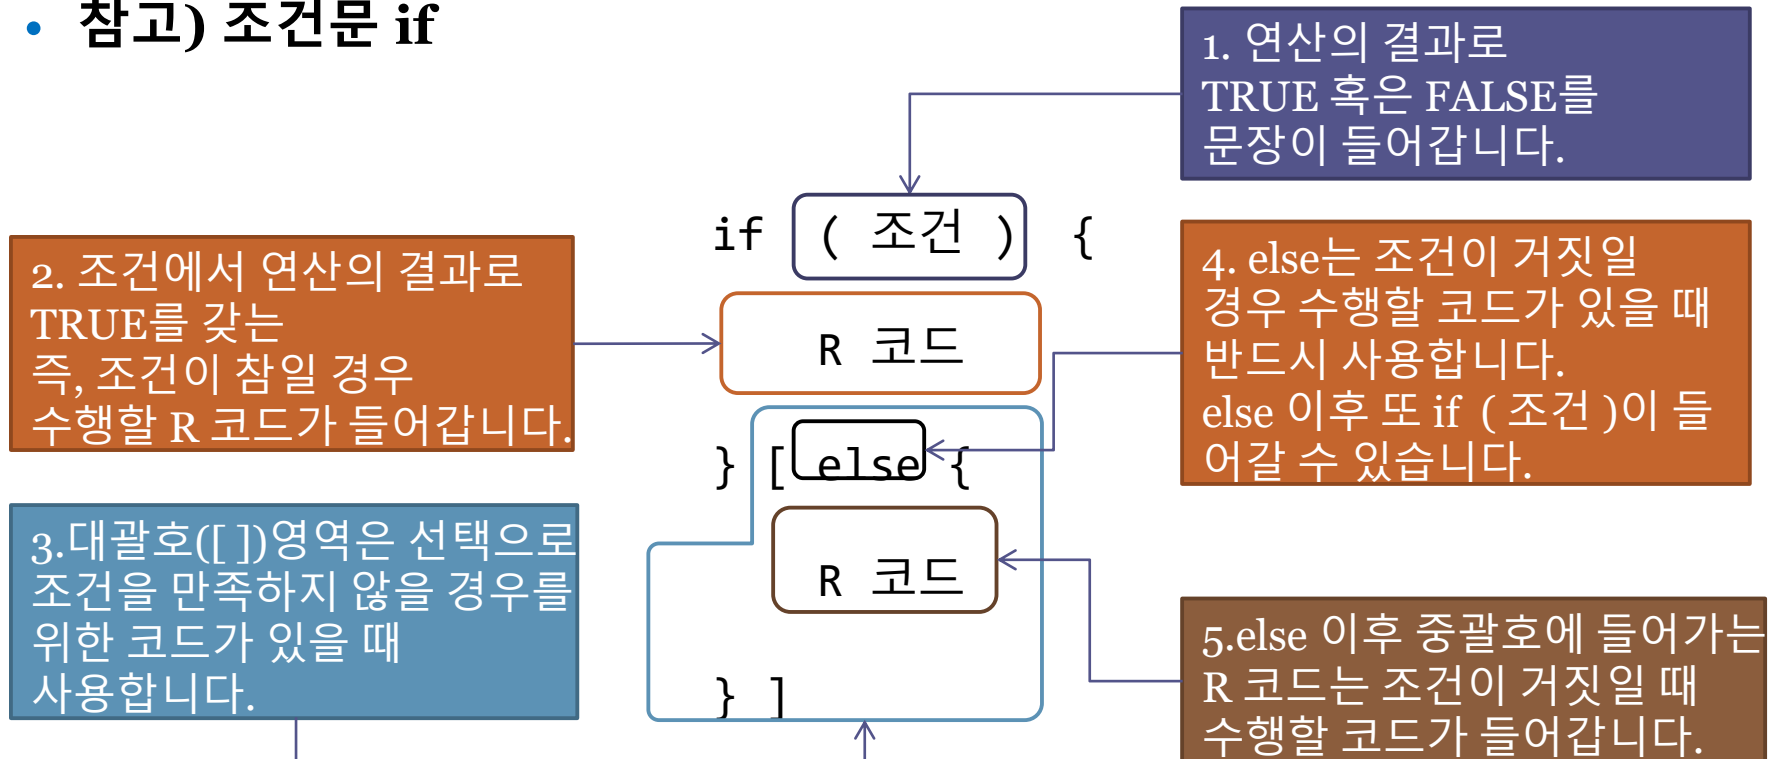 • 참고) 조건문 if
1. 연산의 결과로
TRUE 혹은 FALSE를
문장이 들어갑니다.
if ( 조건 ) {
R 코드
} [ else {
R 코드
} ]
2. 조건에서 연산의 결과로
TRUE를 갖는
즉, 조건이 참일 경우
수행할 R 코드가 들어갑니다.
3.대괄호([ ])영역은 선택으로
조건을 만족하지 않을 경우를
위한 코드가 있을 때
사용합니다.
4. else는 조건이 거짓일
경우 수행할 코드가 있을 때
반드시 사용합니다.
else 이후 또 if ( 조건 )이 들
어갈 수 있습니다.
5.else 이후 중괄호에 들어가는
R 코드는 조건이 거짓일 때
수행할 코드가 들어갑니다.